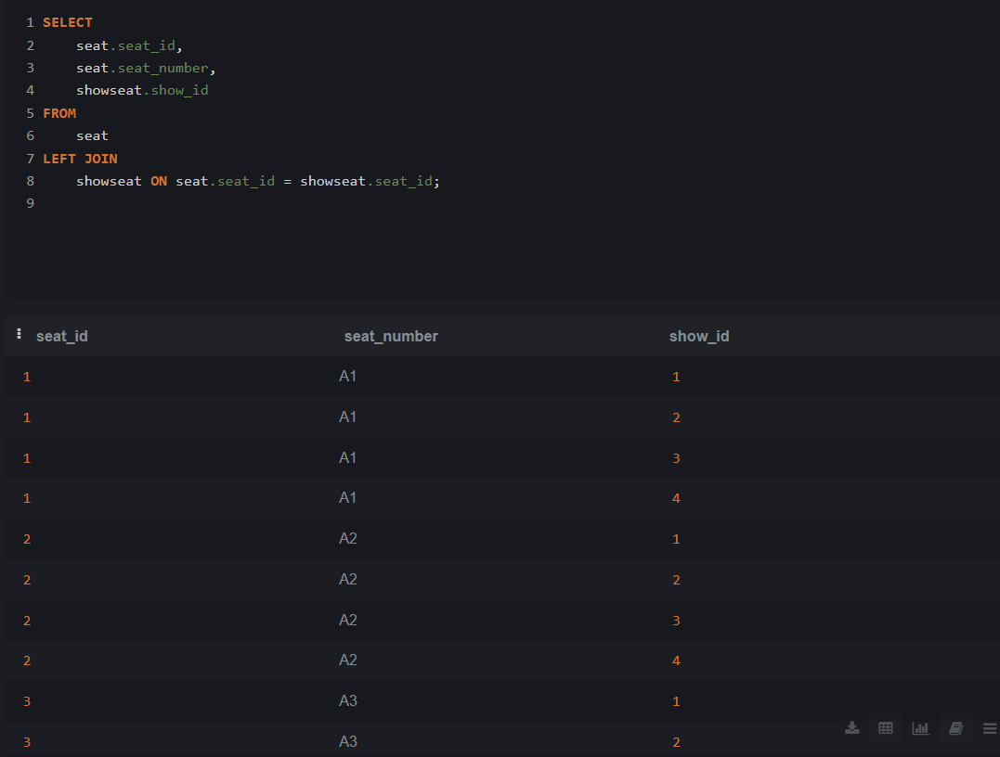 1 SELECT
2     seat.seat_id,
3     seat.seat_number,
4     showseat.show_id
5 FROM
6     seat
7 LEFT JOIN
8     showseat ON seat.seat_id = showseat.seat_id;
9
seat_id seat_number show_id
1 A1 1
1 A1 2
1 A1 3
1 A1 4
2 A2 1
2 A2 2
2 A2 3
2 A2 4
3 A3 1
3 A3 2